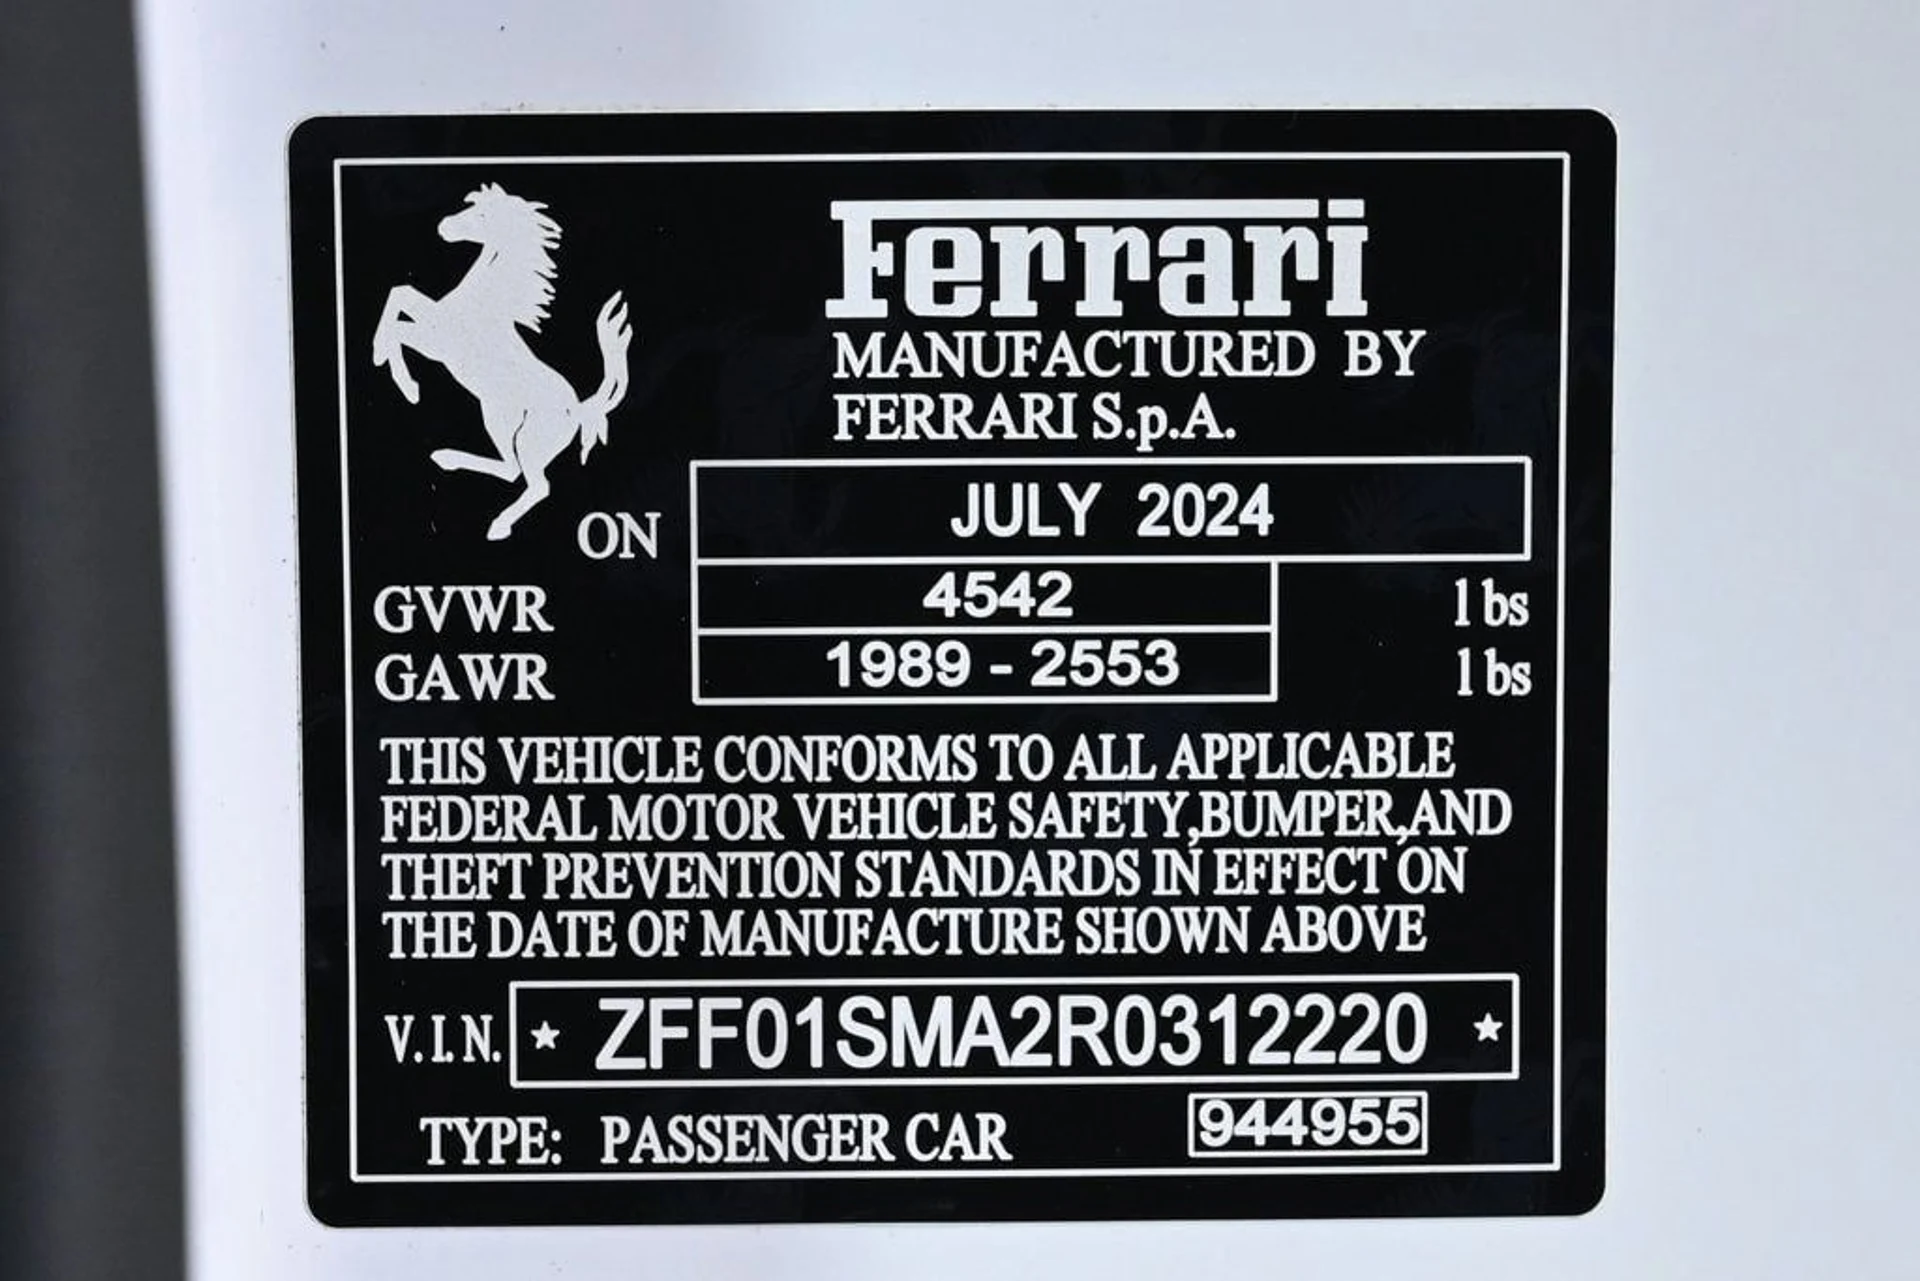 Ferrari
MANUFACTURED BY
FERRARI S.p.A.
ON JULY 2024
GVWR 4542 lbs
GAWR 1989 - 2553 lbs
THIS VEHICLE CONFORMS TO ALL APPLICABLE
FEDERAL MOTOR VEHICLE SAFETY,BUMPER,AND
THEFT PREVENTION STANDARDS IN EFFECT ON
THE DATE OF MANUFACTURE SHOWN ABOVE
V.I.N. ★ ZFF01SMA2R0312220 ★
TYPE: PASSENGER CAR 944955